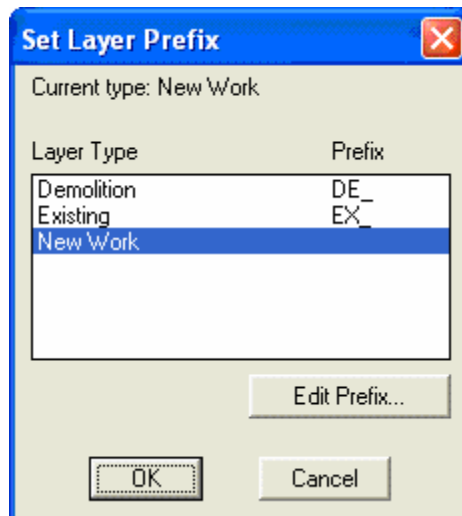 Set Layer Prefix
Current type: New Work
Layer Type Prefix
Demolition DE_
Existing EX_
New Work
Edit Prefix...
OK Cancel